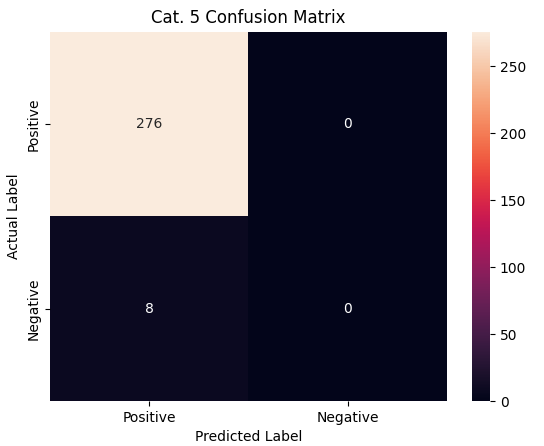 Cat. 5 Confusion Matrix
Actual Label
Positive
276
0
Negative
8
0
Positive
Negative
Predicted Label
250
200
150
100
50
0